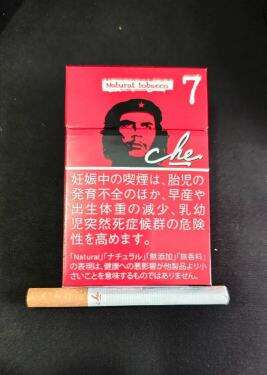 Natural tobacco
7
che
妊娠中の喫煙は、胎児の
発育不全のほか、早産や
出生体重の減少、乳幼
児突然死症候群の危険
性を高めます。
「Natural」「ナチュラル」「無添加」「無香料」
の表現は、健康への悪影響が他製品より小
さいことを意味するものではありません。